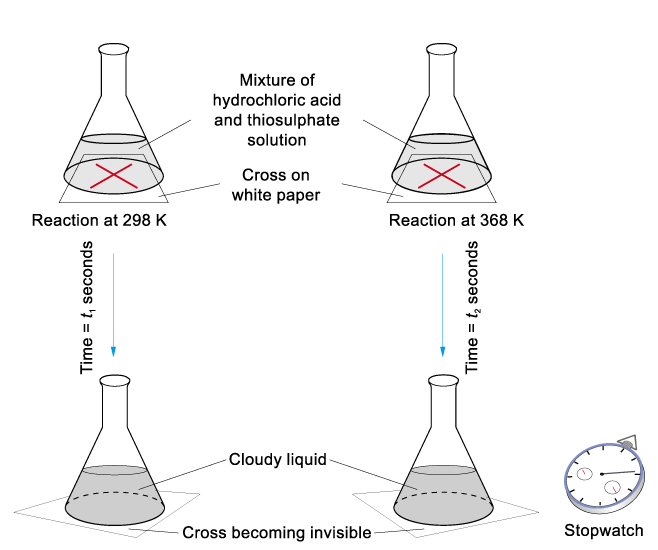 Mixture of
hydrochloric acid
and thiosulphate
solution
Cross on
white paper
Reaction at 298 K
Reaction at 368 K
Time = t₁ seconds
Time = t₂ seconds
Cloudy liquid
Cross becoming invisible
Stopwatch